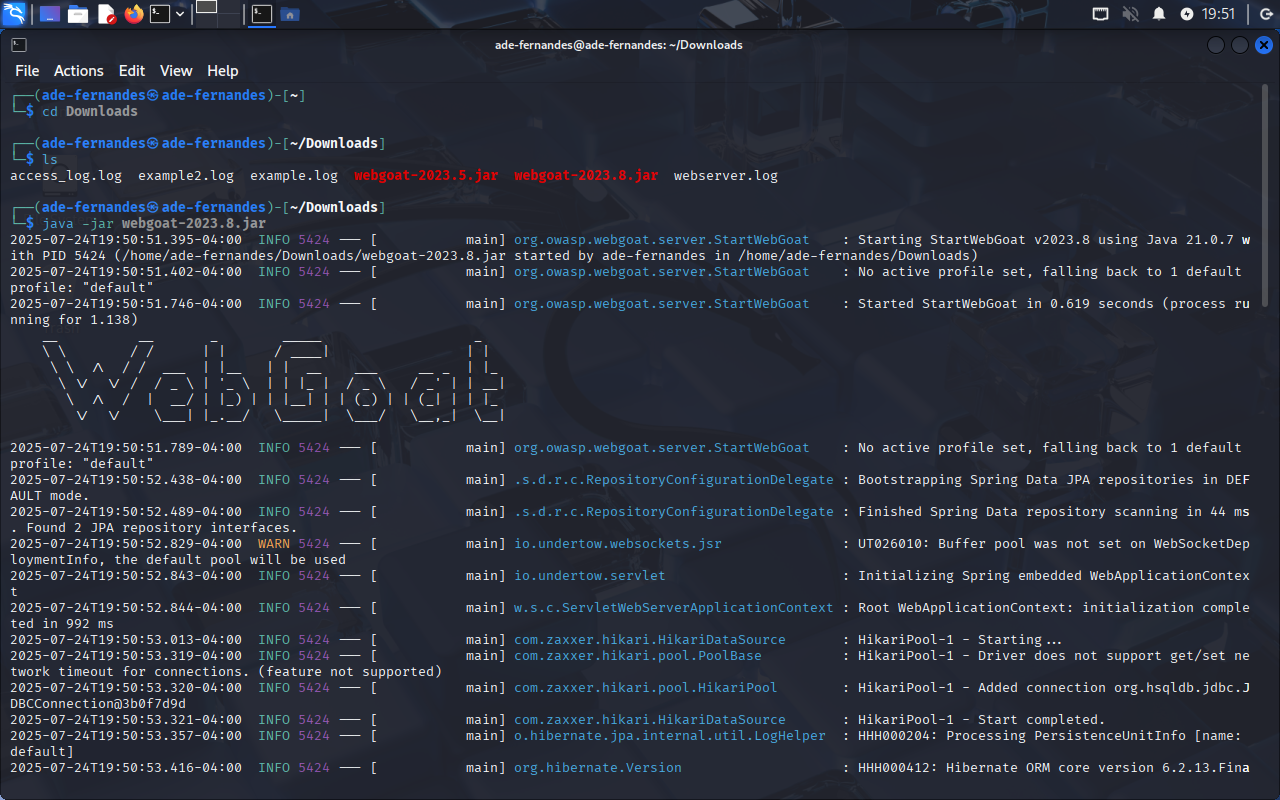 19:51
ade-fernandes@ade-fernandes: ~/Downloads
File Actions Edit View Help
┌──(ade-fernandes㉿ade-fernandes)-[~]
└─$ cd Downloads
┌──(ade-fernandes㉿ade-fernandes)-[~/Downloads]
└─$ ls
access_log.log  example2.log  example.log  webgoat-2023.5.jar  webgoat-2023.8.jar  webserver.log
┌──(ade-fernandes㉿ade-fernandes)-[~/Downloads]
└─$ java -jar webgoat-2023.8.jar
2025-07-24T19:50:51.395-04:00  INFO 5424 --- [           main] org.owasp.webgoat.server.StartWebGoat    : Starting StartWebGoat v2023.8 using Java 21.0.7 w
ith PID 5424 (/home/ade-fernandes/Downloads/webgoat-2023.8.jar started by ade-fernandes in /home/ade-fernandes/Downloads)
2025-07-24T19:50:51.402-04:00  INFO 5424 --- [           main] org.owasp.webgoat.server.StartWebGoat    : No active profile set, falling back to 1 default
profile: "default"
2025-07-24T19:50:51.746-04:00  INFO 5424 --- [           main] org.owasp.webgoat.server.StartWebGoat    : Started StartWebGoat in 0.619 seconds (process ru
nning for 1.138)
WebGoat
2025-07-24T19:50:51.789-04:00  INFO 5424 --- [           main] org.owasp.webgoat.server.StartWebGoat    : No active profile set, falling back to 1 default
profile: "default"
2025-07-24T19:50:52.438-04:00  INFO 5424 --- [           main] .s.d.r.c.RepositoryConfigurationDelegate : Bootstrapping Spring Data JPA repositories in DEF
AULT mode.
2025-07-24T19:50:52.489-04:00  INFO 5424 --- [           main] .s.d.r.c.RepositoryConfigurationDelegate : Finished Spring Data repository scanning in 44 ms
. Found 2 JPA repository interfaces.
2025-07-24T19:50:52.829-04:00  WARN 5424 --- [           main] io.undertow.websockets.jsr               : UT026010: Buffer pool was not set on WebSocketDep
loymentInfo, the default pool will be used
2025-07-24T19:50:52.843-04:00  INFO 5424 --- [           main] io.undertow.servlet                      : Initializing Spring embedded WebApplicationContex
t
2025-07-24T19:50:52.844-04:00  INFO 5424 --- [           main] w.s.c.ServletWebServerApplicationContext : Root WebApplicationContext: initialization comple
ted in 992 ms
2025-07-24T19:50:53.013-04:00  INFO 5424 --- [           main] com.zaxxer.hikari.HikariDataSource       : HikariPool-1 - Starting...
2025-07-24T19:50:53.319-04:00  INFO 5424 --- [           main] com.zaxxer.hikari.pool.PoolBase          : HikariPool-1 - Driver does not support get/set ne
twork timeout for connections. (feature not supported)
2025-07-24T19:50:53.320-04:00  INFO 5424 --- [           main] com.zaxxer.hikari.pool.HikariPool        : HikariPool-1 - Added connection org.hsqldb.jdbc.J
DBCConnection@3b0f7d9d
2025-07-24T19:50:53.321-04:00  INFO 5424 --- [           main] com.zaxxer.hikari.HikariDataSource       : HikariPool-1 - Start completed.
2025-07-24T19:50:53.357-04:00  INFO 5424 --- [           main] o.hibernate.jpa.internal.util.LogHelper  : HHH000204: Processing PersistenceUnitInfo [name:
default]
2025-07-24T19:50:53.416-04:00  INFO 5424 --- [           main] org.hibernate.Version                    : HHH000412: Hibernate ORM core version 6.2.13.Fina